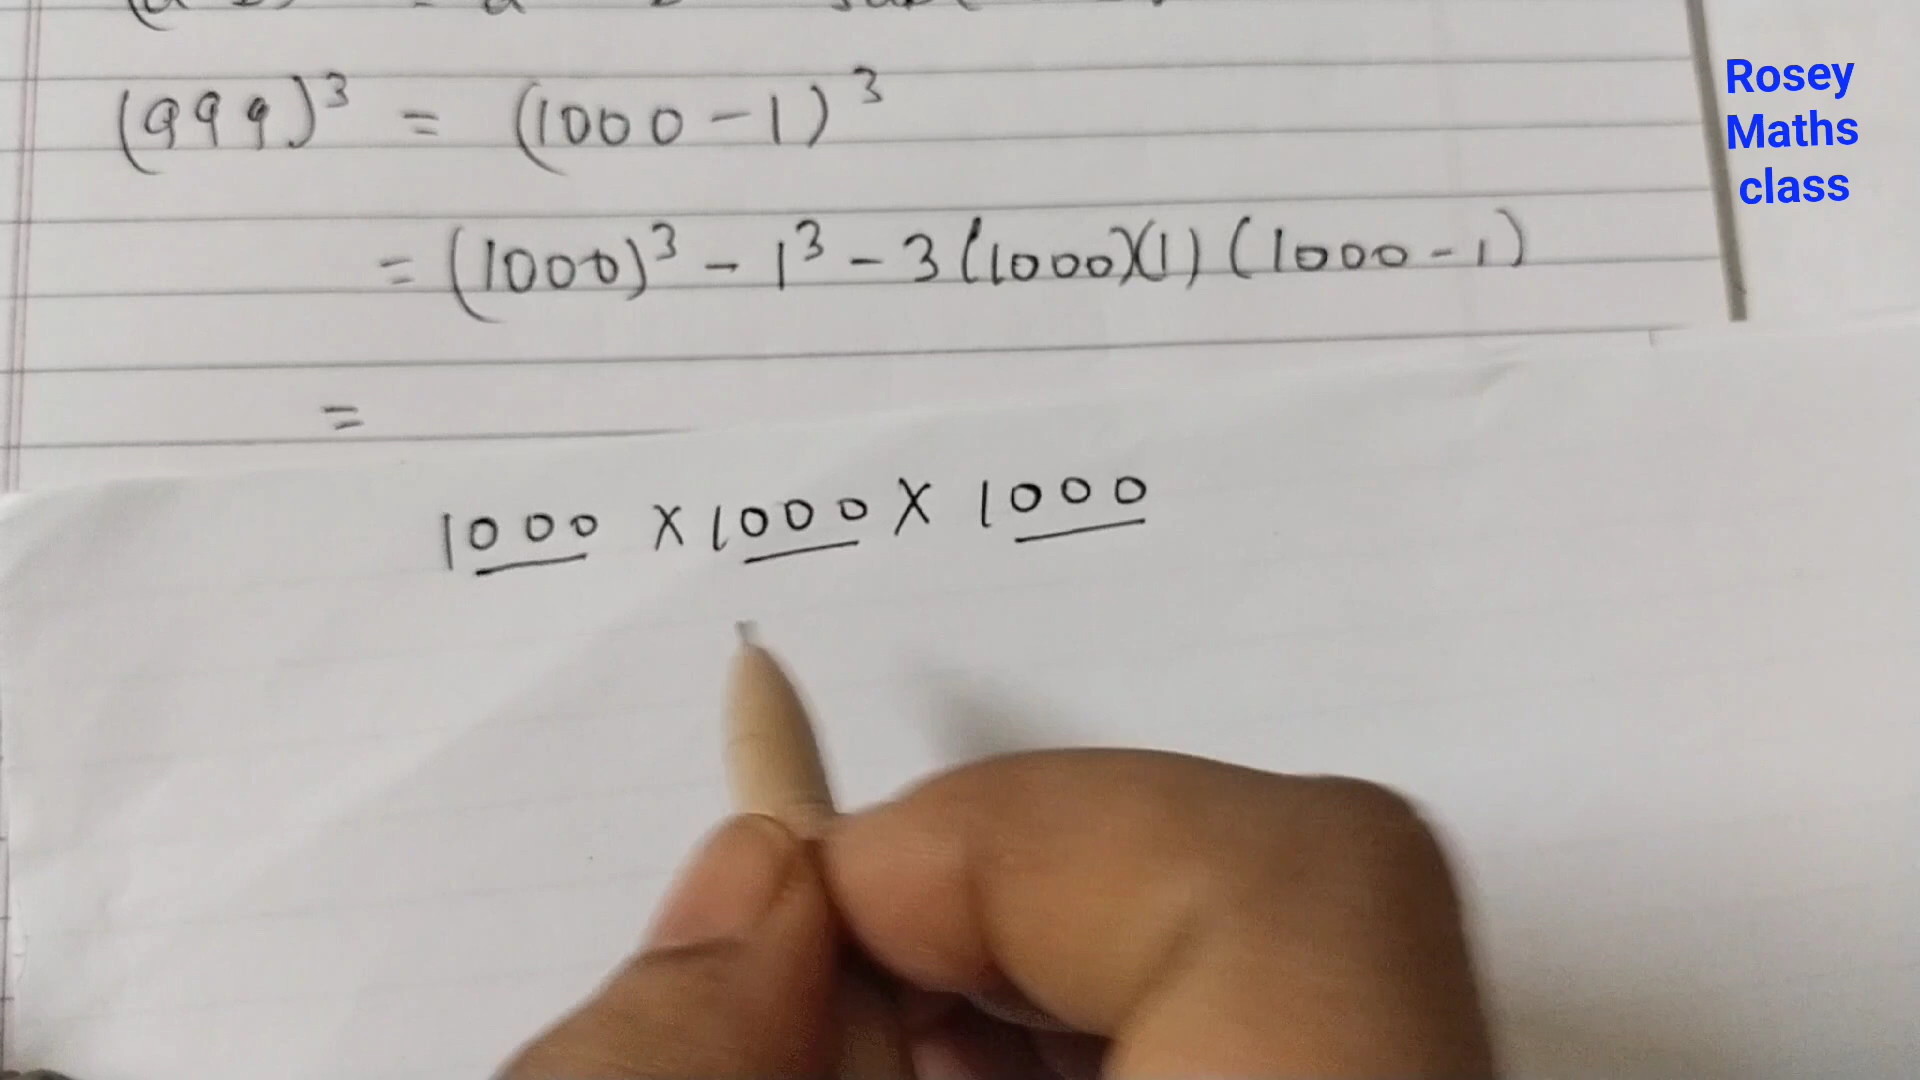 (999)³ = (1000 - 1)³
= (1000)³ - 1³ - 3(1000)(1) (1000 - 1)
=
1000 × 1000 × 1000
Rosey
Maths
class